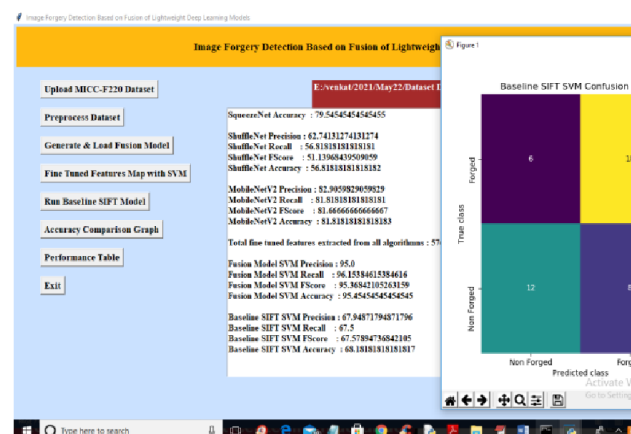 Image Forgery Detection Based on Fusion of Lightweight Deep Learning Models
Image Forgery Detection Based on Fusion of Lightweigh
Figure 1
Upload MICC-F220 Dataset
E:/venkat/2021/May22/Dataset
Preprocess Dataset
Generate & Load Fusion Model
Fine Tuned Features Map with SVM
Run Baseline SIFT Model
Accuracy Comparison Graph
Performance Table
Exit
SqueezeNet Accuracy : 79.54545454545455
ShuffleNet Precision : 62.74131274131274
ShuffleNet Recall : 56.81818181818181
ShuffleNet FScore : 51.13968439509059
ShuffleNet Accuracy : 56.81818181818182
MobileNetV2 Precision : 82.9059829059829
MobileNetV2 Recall : 81.81818181818181
MobileNetV2 FScore : 81.66666666666667
MobileNetV2 Accuracy : 81.81818181818183
Total fine tuned features extracted from all algorithms :
Fusion Model SVM Precision : 95.0
Fusion Model SVM Recall : 96.15384615384616
Fusion Model SVM FScore : 95.36842105263159
Fusion Model SVM Accuracy : 95.45454545454545
Baseline SIFT SVM Precision : 67.94871794871796
Baseline SIFT SVM Recall : 67.5
Baseline SIFT SVM FScore : 67.57894736842105
Baseline SIFT SVM Accuracy : 68.18181818181817
Baseline SIFT SVM Confusion
Forged
6
True class
Non Forged
12
8
Non Forged
Forg
Predicted class
Activate
Go to Setting
Type here to search